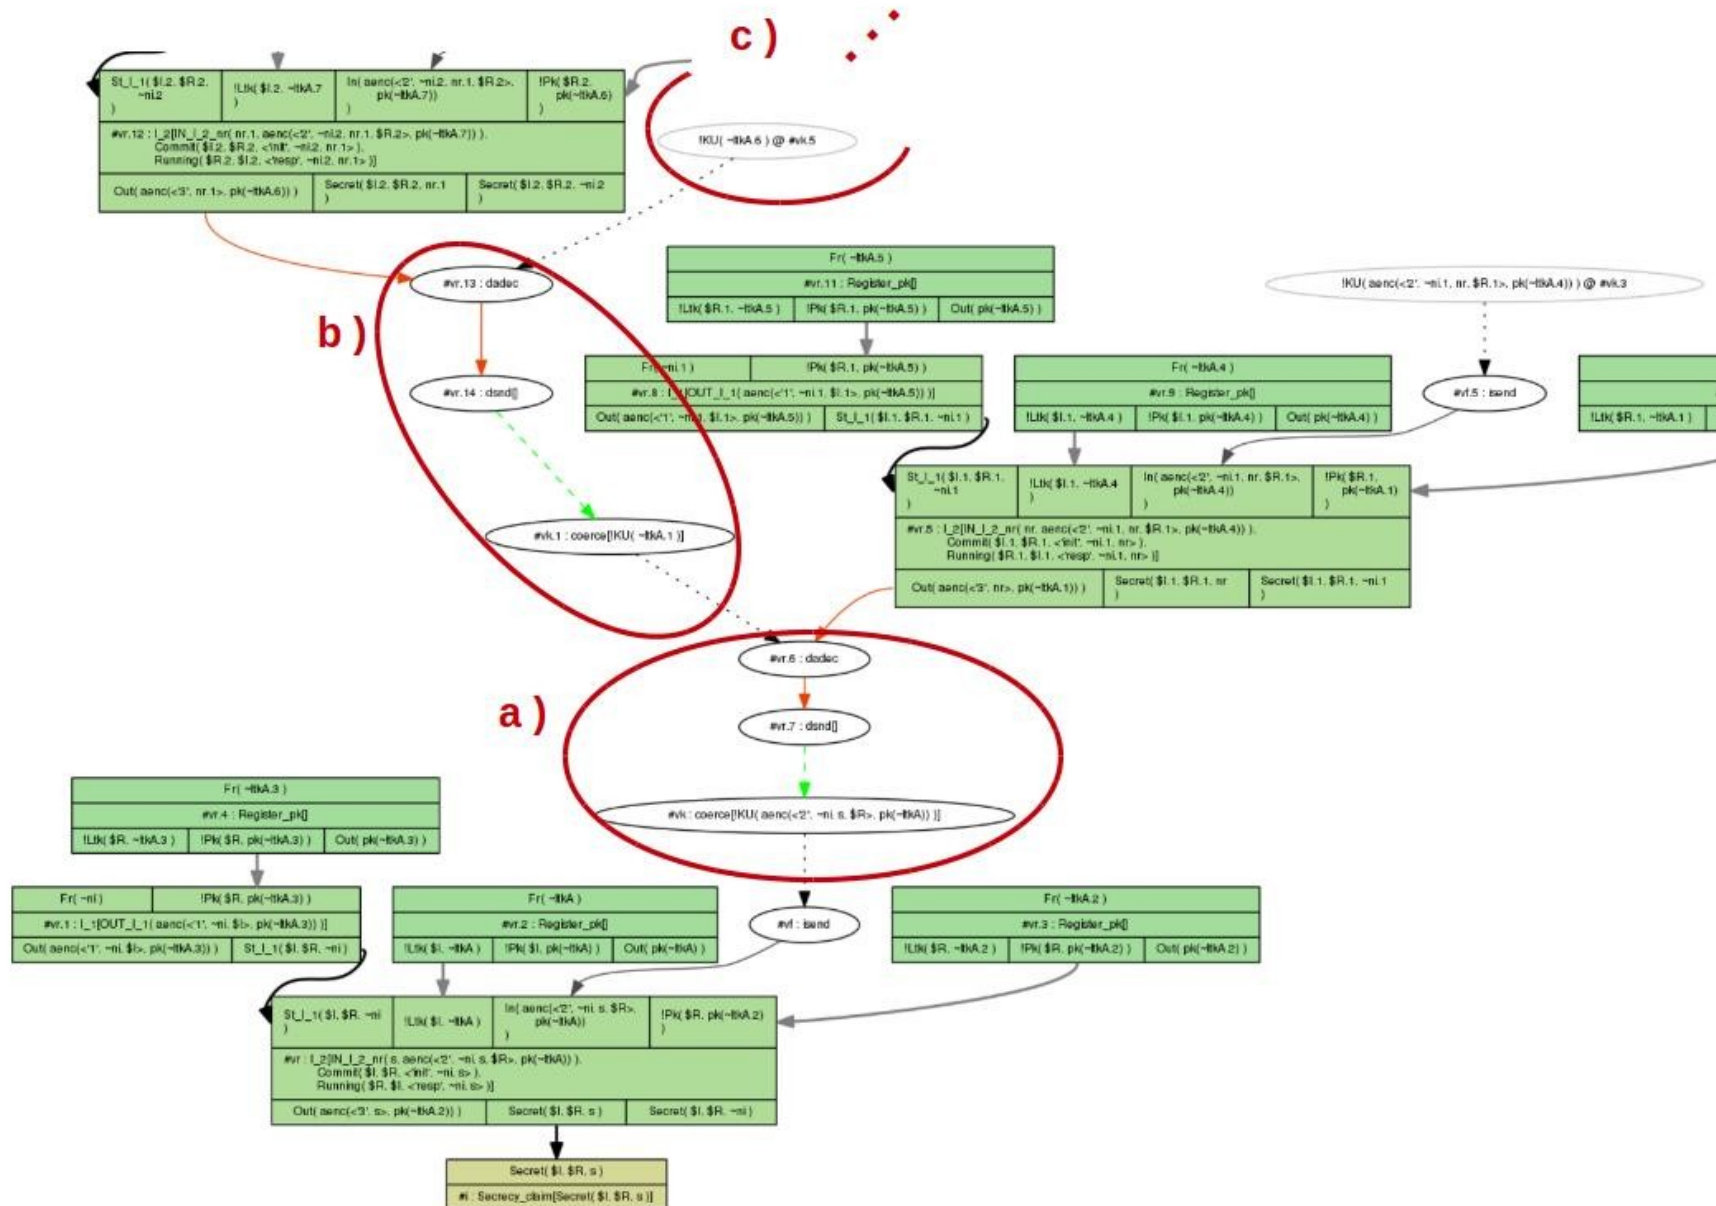 c )
St_I_1( $I.2, $R.2,
~ni.2
)
!Ltk( $I.2, ~ltkA.7
)
In( aenc(<'2', ~ni.2, nr.1, $R.2>,
pk(~ltkA.7))
)
!Pk( $R.2,
pk(~ltkA.6)
)
#vr.12 : I_2[IN_I_2_nr( nr.1, aenc(<'2', ~ni.2, nr.1, $R.2>, pk(~ltkA.7)) ),
Commit( $I.2, $R.2, <'init', ~ni.2, nr.1> ),
Running( $R.2, $I.2, <'resp', ~ni.2, nr.1> )]
Out( aenc(<'3', nr.1>, pk(~ltkA.6)) )
Secret( $I.2, $R.2, nr.1
)
Secret( $I.2, $R.2, ~ni.2
)
!KU( ~ltkA.6 ) @ #vk.5
b )
#vr.13 : dadec
#vr.14 : dsnd[]
#vk.1 : coerce[!KU( ~ltkA.1 )]
Fr( ~ltkA.5 )
#vr.11 : Register_pk[]
!Ltk( $R.1, ~ltkA.5 )
!Pk( $R.1, pk(~ltkA.5) )
Out( pk(~ltkA.5) )
!KU( aenc(<'2', ~ni.1, nr, $R.1>, pk(~ltkA.4)) ) @ #vk.3
Fr( ~ni.1 )
!Pk( $R.1, pk(~ltkA.5) )
#vr.8 : I_1[OUT_I_1( aenc(<'1', ~ni.1, $I.1>, pk(~ltkA.5)) )]
Out( aenc(<'1', ~ni.1, $I.1>, pk(~ltkA.5)) )
St_I_1( $I.1, $R.1, ~ni.1 )
Fr( ~ltkA.4 )
#vr.9 : Register_pk[]
!Ltk( $I.1, ~ltkA.4 )
!Pk( $I.1, pk(~ltkA.4) )
Out( pk(~ltkA.4) )
#vf.5 : isend
!Ltk( $R.1, ~ltkA.1 )
St_I_1( $I.1, $R.1,
~ni.1
)
!Ltk( $I.1, ~ltkA.4
)
In( aenc(<'2', ~ni.1, nr, $R.1>,
pk(~ltkA.4))
)
!Pk( $R.1,
pk(~ltkA.1)
)
#vr.5 : I_2[IN_I_2_nr( nr, aenc(<'2', ~ni.1, nr, $R.1>, pk(~ltkA.4)) ),
Commit( $I.1, $R.1, <'init', ~ni.1, nr> ),
Running( $R.1, $I.1, <'resp', ~ni.1, nr> )]
Out( aenc(<'3', nr>, pk(~ltkA.1)) )
Secret( $I.1, $R.1, nr
)
Secret( $I.1, $R.1, ~ni.1
)
a )
#vr.6 : dadec
#vr.7 : dsnd[]
#vk : coerce[!KU( aenc(<'2', ~ni, s, $R>, pk(~ltkA)) )]
#vf : isend
Fr( ~ltkA.3 )
#vr.4 : Register_pk[]
!Ltk( $R, ~ltkA.3 )
!Pk( $R, pk(~ltkA.3) )
Out( pk(~ltkA.3) )
Fr( ~ni )
!Pk( $R, pk(~ltkA.3) )
#vr.1 : I_1[OUT_I_1( aenc(<'1', ~ni, $I>, pk(~ltkA.3)) )]
Out( aenc(<'1', ~ni, $I>, pk(~ltkA.3)) )
St_I_1( $I, $R, ~ni )
Fr( ~ltkA )
#vr.2 : Register_pk[]
!Ltk( $I, ~ltkA )
!Pk( $I, pk(~ltkA) )
Out( pk(~ltkA) )
Fr( ~ltkA.2 )
#vr.3 : Register_pk[]
!Ltk( $R, ~ltkA.2 )
!Pk( $R, pk(~ltkA.2) )
Out( pk(~ltkA.2) )
St_I_1( $I, $R, ~ni
)
!Ltk( $I, ~ltkA )
In( aenc(<'2', ~ni, s, $R>,
pk(~ltkA))
)
!Pk( $R, pk(~ltkA.2)
)
#vr : I_2[IN_I_2_nr( s, aenc(<'2', ~ni, s, $R>, pk(~ltkA)) ),
Commit( $I, $R, <'init', ~ni, s> ),
Running( $R, $I, <'resp', ~ni, s> )]
Out( aenc(<'3', s>, pk(~ltkA.2)) )
Secret( $I, $R, s )
Secret( $I, $R, ~ni )
Secret( $I, $R, s )
#i : Secrecy_claim[Secret( $I, $R, s )]